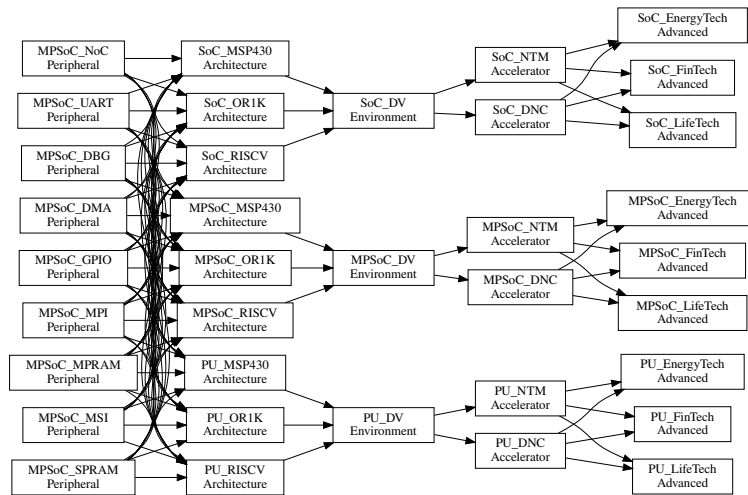 MPSoC_NoC
Peripheral
MPSoC_UART
Peripheral
MPSoC_DBG
Peripheral
MPSoC_DMA
Peripheral
MPSoC_GPIO
Peripheral
MPSoC_MPI
Peripheral
MPSoC_MPRAM
Peripheral
MPSoC_MSI
Peripheral
MPSoC_SPRAM
Peripheral
SoC_MSP430
Architecture
SoC_OR1K
Architecture
SoC_RISCV
Architecture
MPSoC_MSP430
Architecture
MPSoC_OR1K
Architecture
MPSoC_RISCV
Architecture
PU_MSP430
Architecture
PU_OR1K
Architecture
PU_RISCV
Architecture
SoC_DV
Environment
MPSoC_DV
Environment
PU_DV
Environment
SoC_NTM
Accelerator
SoC_DNC
Accelerator
MPSoC_NTM
Accelerator
MPSoC_DNC
Accelerator
PU_NTM
Accelerator
PU_DNC
Accelerator
SoC_EnergyTech
Advanced
SoC_FinTech
Advanced
SoC_LifeTech
Advanced
MPSoC_EnergyTech
Advanced
MPSoC_FinTech
Advanced
MPSoC_LifeTech
Advanced
PU_EnergyTech
Advanced
PU_FinTech
Advanced
PU_LifeTech
Advanced